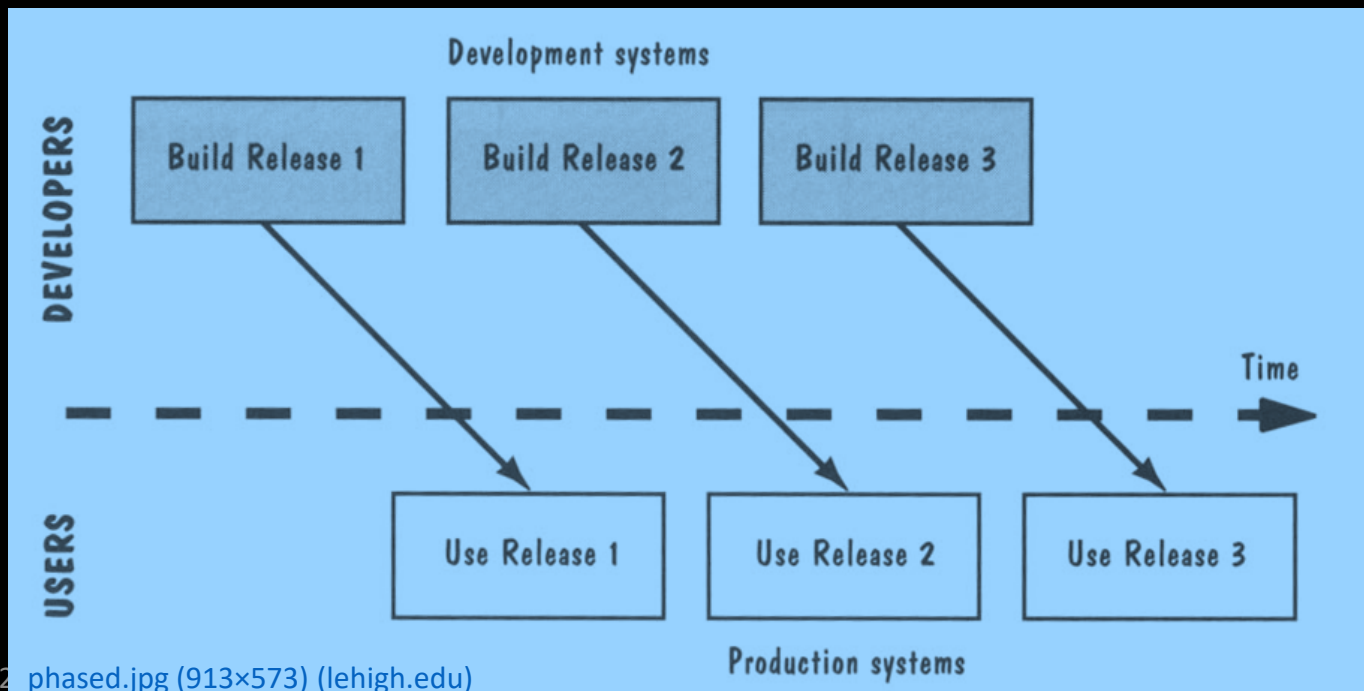 Development systems
DEVELOPERS
Build Release 1
Build Release 2
Build Release 3
Time
USERS
Use Release 1
Use Release 2
Use Release 3
Production systems
2 phased.jpg (913×573) (lehigh.edu)